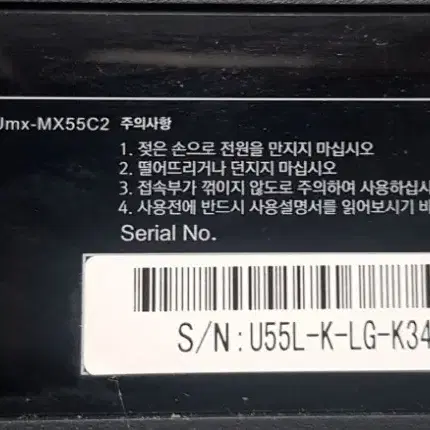 Umx-MX55C2 주의사항
1. 젖은 손으로 전원을 만지지 마십시오
2. 떨어드리거나 던지지 마십시오
3. 접속부가 꺾이지 않도로 주의하여 사용하십시
4. 사용전에 반드시 사용설명서를 읽어보시기 바
Serial No.
S/N:U55L-K-LG-K34